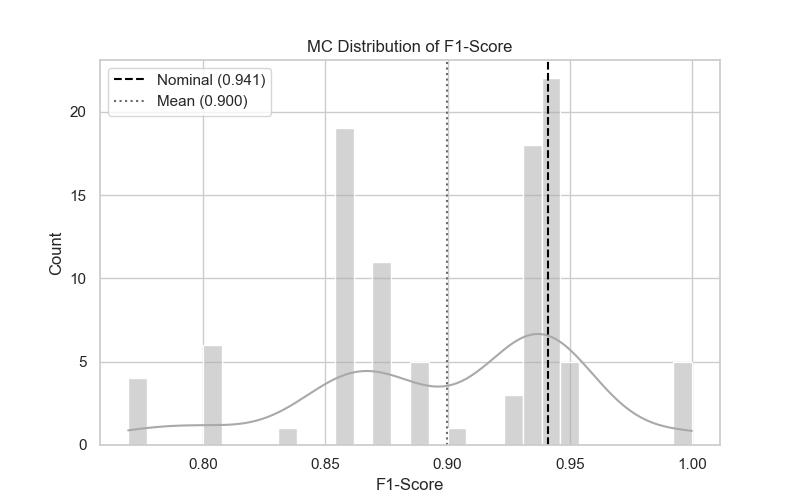 MC Distribution of F1-Score
Nominal (0.941)
Mean (0.900)
Count
20
15
10
5
0
0.80 0.85 0.90 0.95 1.00
F1-Score